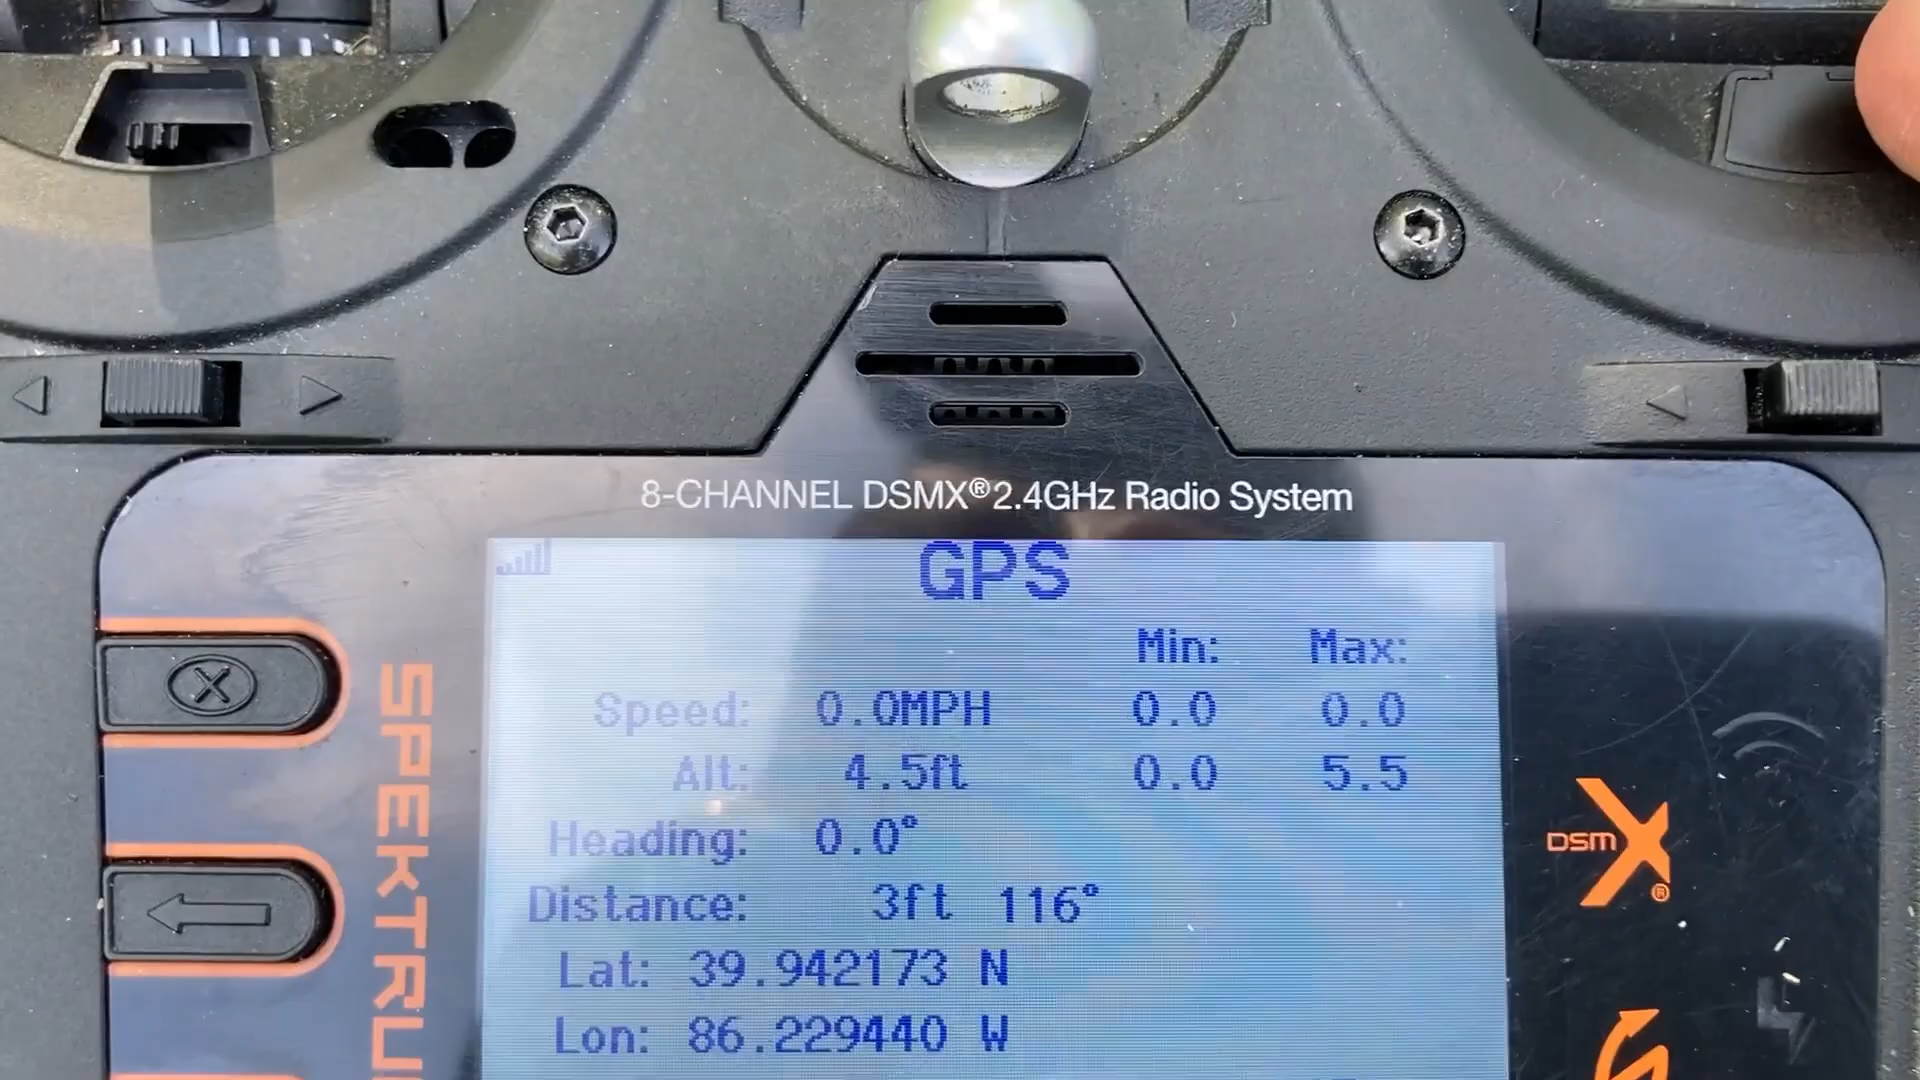 8-CHANNEL DSMX® 2.4GHz Radio System
GPS
Min: Max:
Speed: 0.0MPH 0.0 0.0
Alt: 4.5ft 0.0 5.5
Heading: 0.0°
Distance: 3ft 116°
Lat: 39.942173 N
Lon: 86.229440 W
SPEKTRU
DSM X®